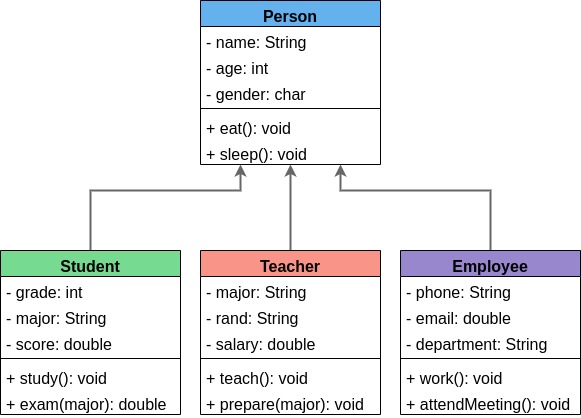 Person
- name: String
- age: int
- gender: char
+ eat(): void
+ sleep(): void
Student
- grade: int
- major: String
- score: double
+ study(): void
+ exam(major): double
Teacher
- major: String
- rand: String
- salary: double
+ teach(): void
+ prepare(major): void
Employee
- phone: String
- email: double
- department: String
+ work(): void
+ attendMeeting(): void